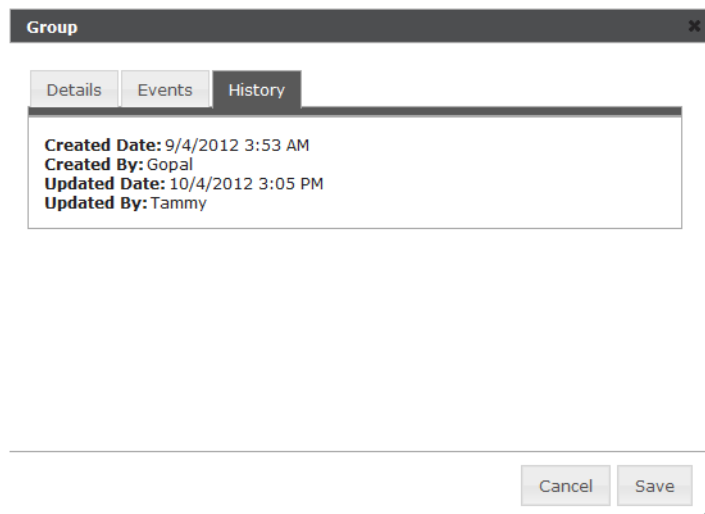 Group
Details Events History
Created Date: 9/4/2012 3:53 AM
Created By: Gopal
Updated Date: 10/4/2012 3:05 PM
Updated By: Tammy
Cancel Save